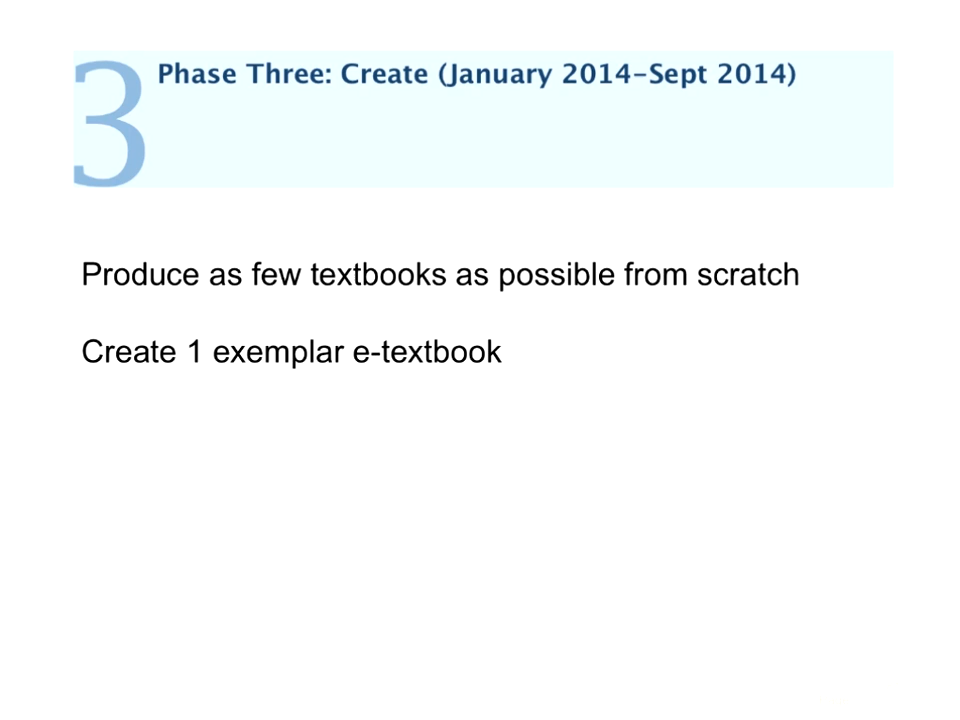 3
Phase Three: Create (January 2014-Sept 2014)
Produce as few textbooks as possible from scratch
Create 1 exemplar e-textbook